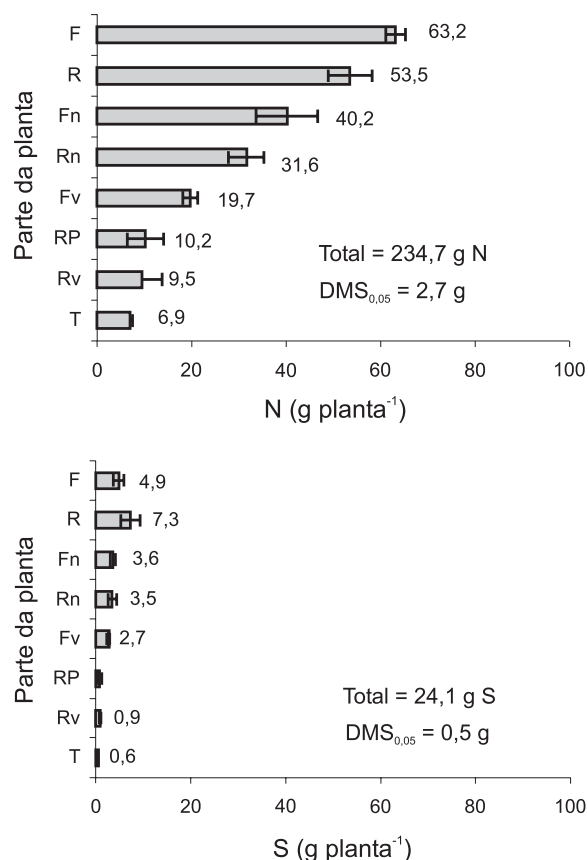 Parte da planta
F 63,2
R 53,5
Fn 40,2
Rn 31,6
Fv 19,7
RP 10,2
Rv 9,5
T 6,9
Total = 234,7 g N
DMS0,05 = 2,7 g
0 20 40 60 80 100
N (g planta-1)
Parte da planta
F 4,9
R 7,3
Fn 3,6
Rn 3,5
Fv 2,7
RP
Rv 0,9
T 0,6
Total = 24,1 g S
DMS0,05 = 0,5 g
0 20 40 60 80 100
S (g planta-1)